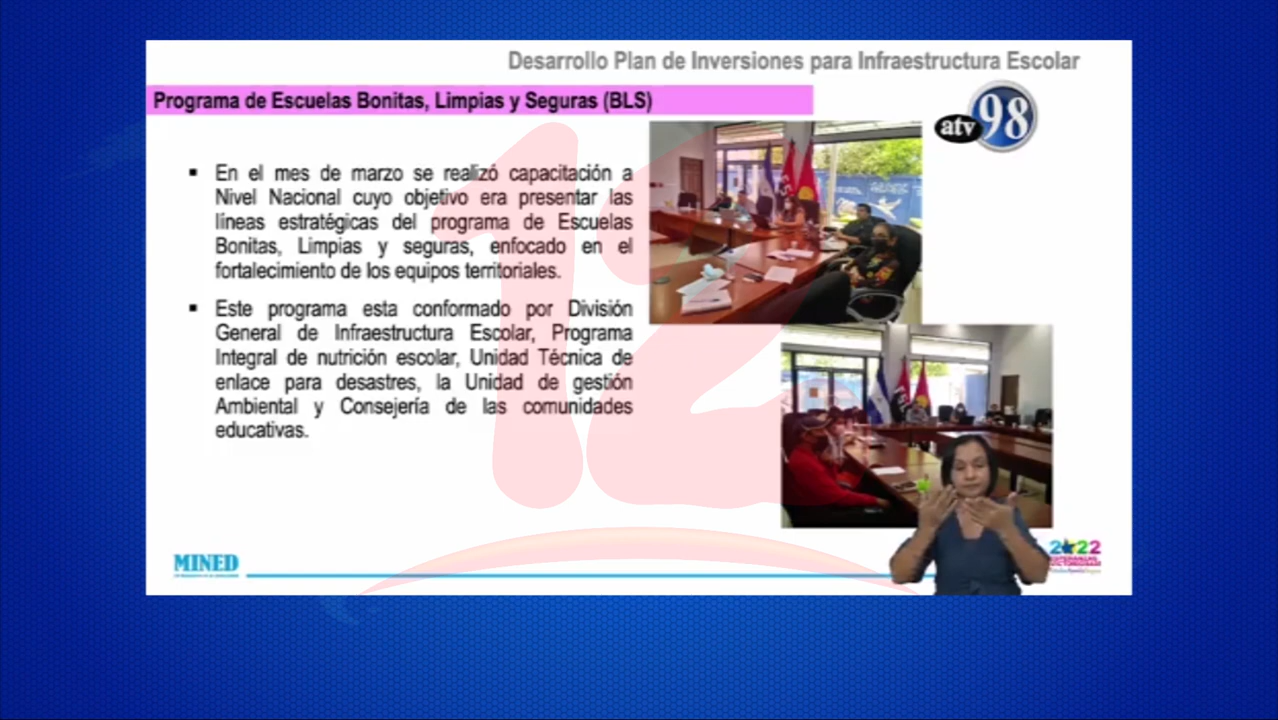 Desarrollo Plan de Inversiones para Infraestructura Escolar
Programa de Escuelas Bonitas, Limpias y Seguras (BLS)
atv 98
▪ En el mes de marzo se realizó capacitación a
Nivel Nacional cuyo objetivo era presentar las
líneas estratégicas del programa de Escuelas
Bonitas, Limpias y seguras, enfocado en el
fortalecimiento de los equipos territoriales.
▪ Este programa esta conformado por División
General de Infraestructura Escolar, Programa
Integral de nutrición escolar, Unidad Técnica de
enlace para desastres, la Unidad de gestión
Ambiental y Consejería de las comunidades
educativas.
12
MINED
2022